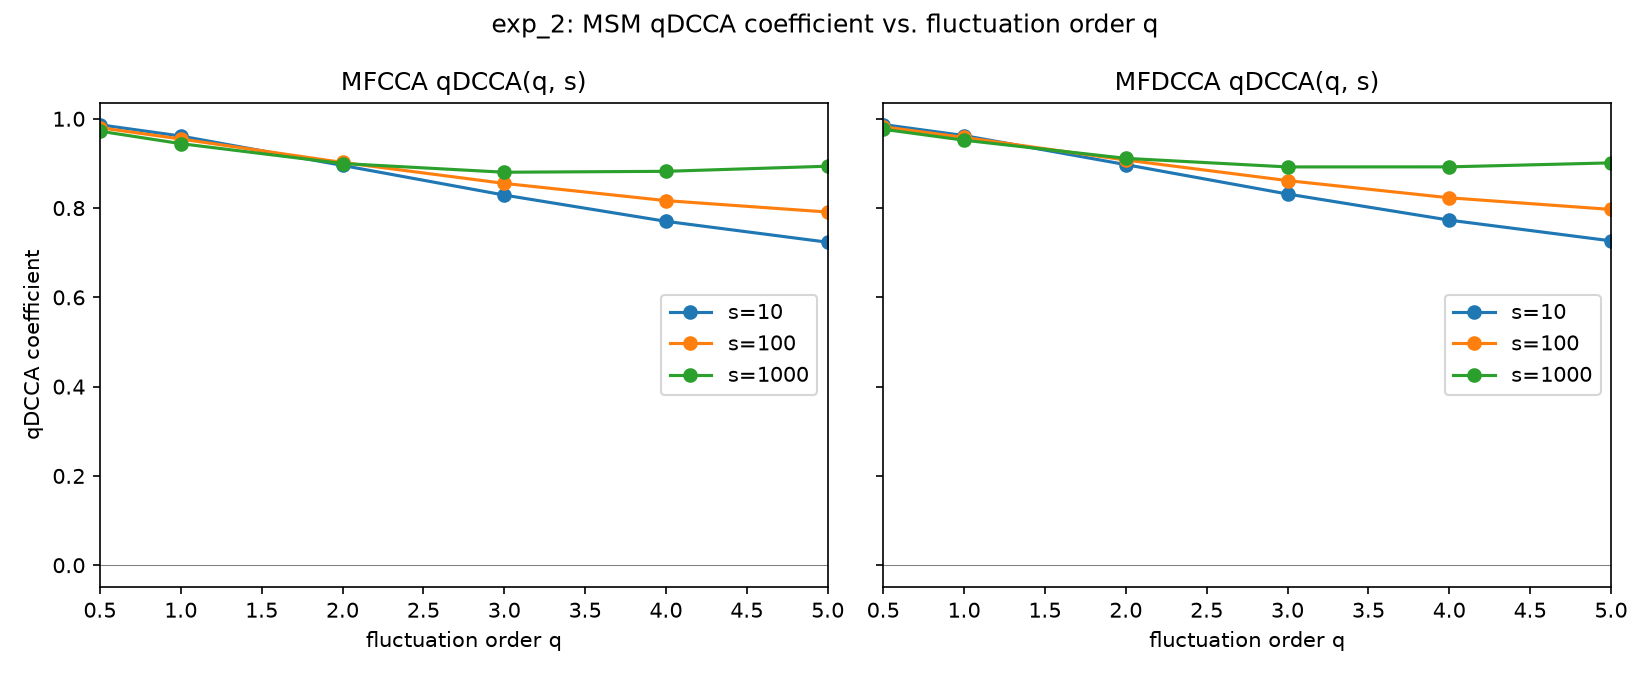 exp_2: MSM qDCCA coefficient vs. fluctuation order q
MFCCA qDCCA(q, s)
qDCCA coefficient
1.0
0.8
0.6
0.4
0.2
0.0
s=10
s=100
s=1000
0.5 1.0 1.5 2.0 2.5 3.0 3.5 4.0 4.5 5.0
fluctuation order q
MFDCCA qDCCA(q, s)
s=10
s=100
s=1000
0.5 1.0 1.5 2.0 2.5 3.0 3.5 4.0 4.5 5.0
fluctuation order q